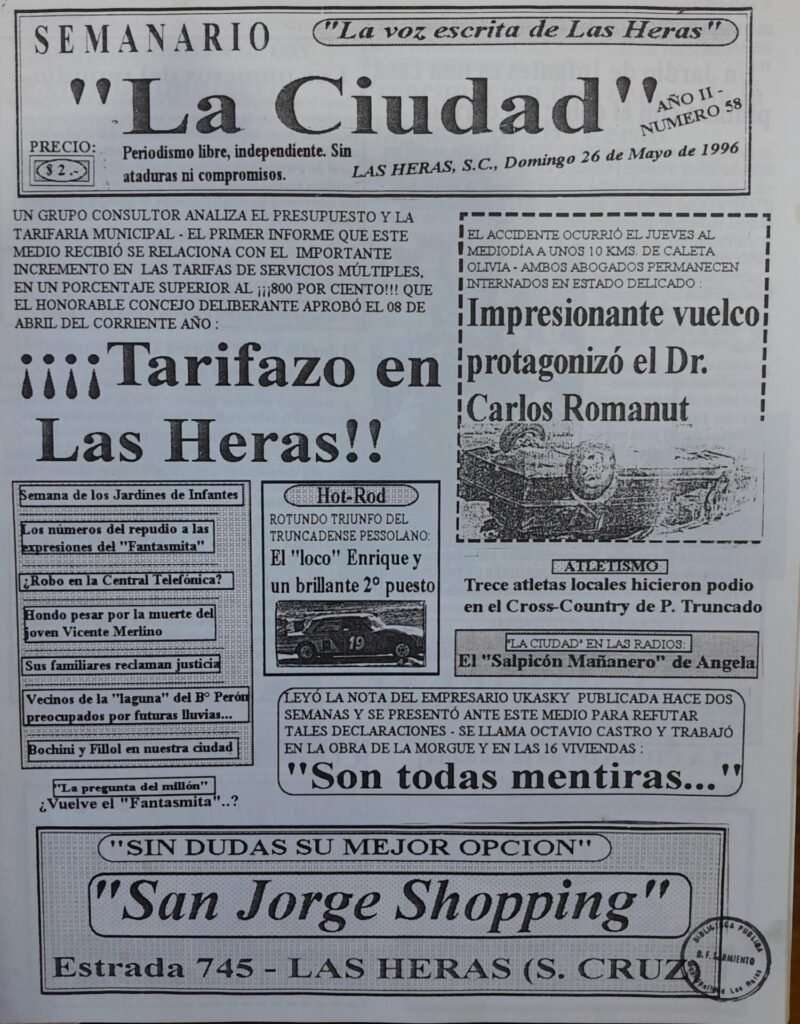 SEMANARIO
"La voz escrita de Las Heras"
"La Ciudad"
AÑO II -
NUMERO 58
PRECIO:
$ 2.-
Periodismo libre, independiente. Sin
ataduras ni compromisos.
LAS HERAS, S.C., Domingo 26 de Mayo de 1996
UN GRUPO CONSULTOR ANALIZA EL PRESUPUESTO Y LA
TARIFARIA MUNICIPAL - EL PRIMER INFORME QUE ESTE
MEDIO RECIBIÓ SE RELACIONA CON EL IMPORTANTE
INCREMENTO EN LAS TARIFAS DE SERVICIOS MÚLTIPLES,
EN UN PORCENTAJE SUPERIOR AL ¡¡¡800 POR CIENTO!!! QUE
EL HONORABLE CONCEJO DELIBERANTE APROBÓ EL 08 DE
ABRIL DEL CORRIENTE AÑO :
¡¡¡¡Tarifazo en
Las Heras!!
EL ACCIDENTE OCURRIÓ EL JUEVES AL
MEDIODÍA A UNOS 10 KMS. DE CALETA
OLIVIA - AMBOS ABOGADOS PERMANECEN
INTERNADOS EN ESTADO DELICADO :
Impresionante vuelco
protagonizó el Dr.
Carlos Romanut
Semana de los Jardines de Infantes
Los números del repudio a las
expresiones del "Fantasmita"
¿Robo en la Central Telefónica?
Hondo pesar por la muerte del
joven Vicente Merlino
Sus familiares reclaman justicia
Vecinos de la "laguna" del B° Perón
preocupados por futuras lluvias...
Bochini y Fillol en nuestra ciudad
"La pregunta del millón"
¿Vuelve el "Fantasmita"..?
Hot-Rod
ROTUNDO TRIUNFO DEL
TRUNCADENSE PESSOLANO:
El "loco" Enrique y
un brillante 2° puesto
19
ATLETISMO
Trece atletas locales hicieron podio
en el Cross-Country de P. Truncado
"LA CIUDAD" EN LAS RADIOS:
El "Salpicón Mañanero" de Angela
LEYÓ LA NOTA DEL EMPRESARIO UKASKY PUBLICADA HACE DOS
SEMANAS Y SE PRESENTÓ ANTE ESTE MEDIO PARA REFUTAR
TALES DECLARACIONES - SE LLAMA OCTAVIO CASTRO Y TRABAJÓ
EN LA OBRA DE LA MORGUE Y EN LAS 16 VIVIENDAS :
"Son todas mentiras..."
"SIN DUDAS SU MEJOR OPCION"
"San Jorge Shopping"
Estrada 745 - LAS HERAS (S. CRUZ)
BIBLIOTECA PUBLICA
D.F. SARMIENTO
Municipalidad Las Heras